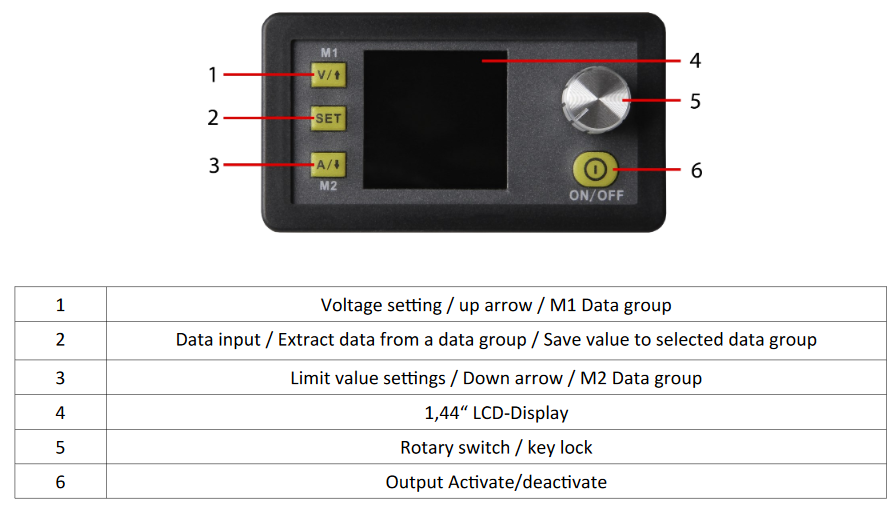 M1
1
V/⬆
4
5
2
SET
3
A/⬇
M2
6
ON/OFF
1 Voltage setting / up arrow / M1 Data group
2 Data input / Extract data from a data group / Save value to selected data group
3 Limit value settings / Down arrow / M2 Data group
4 1,44“ LCD-Display
5 Rotary switch / key lock
6 Output Activate/deactivate